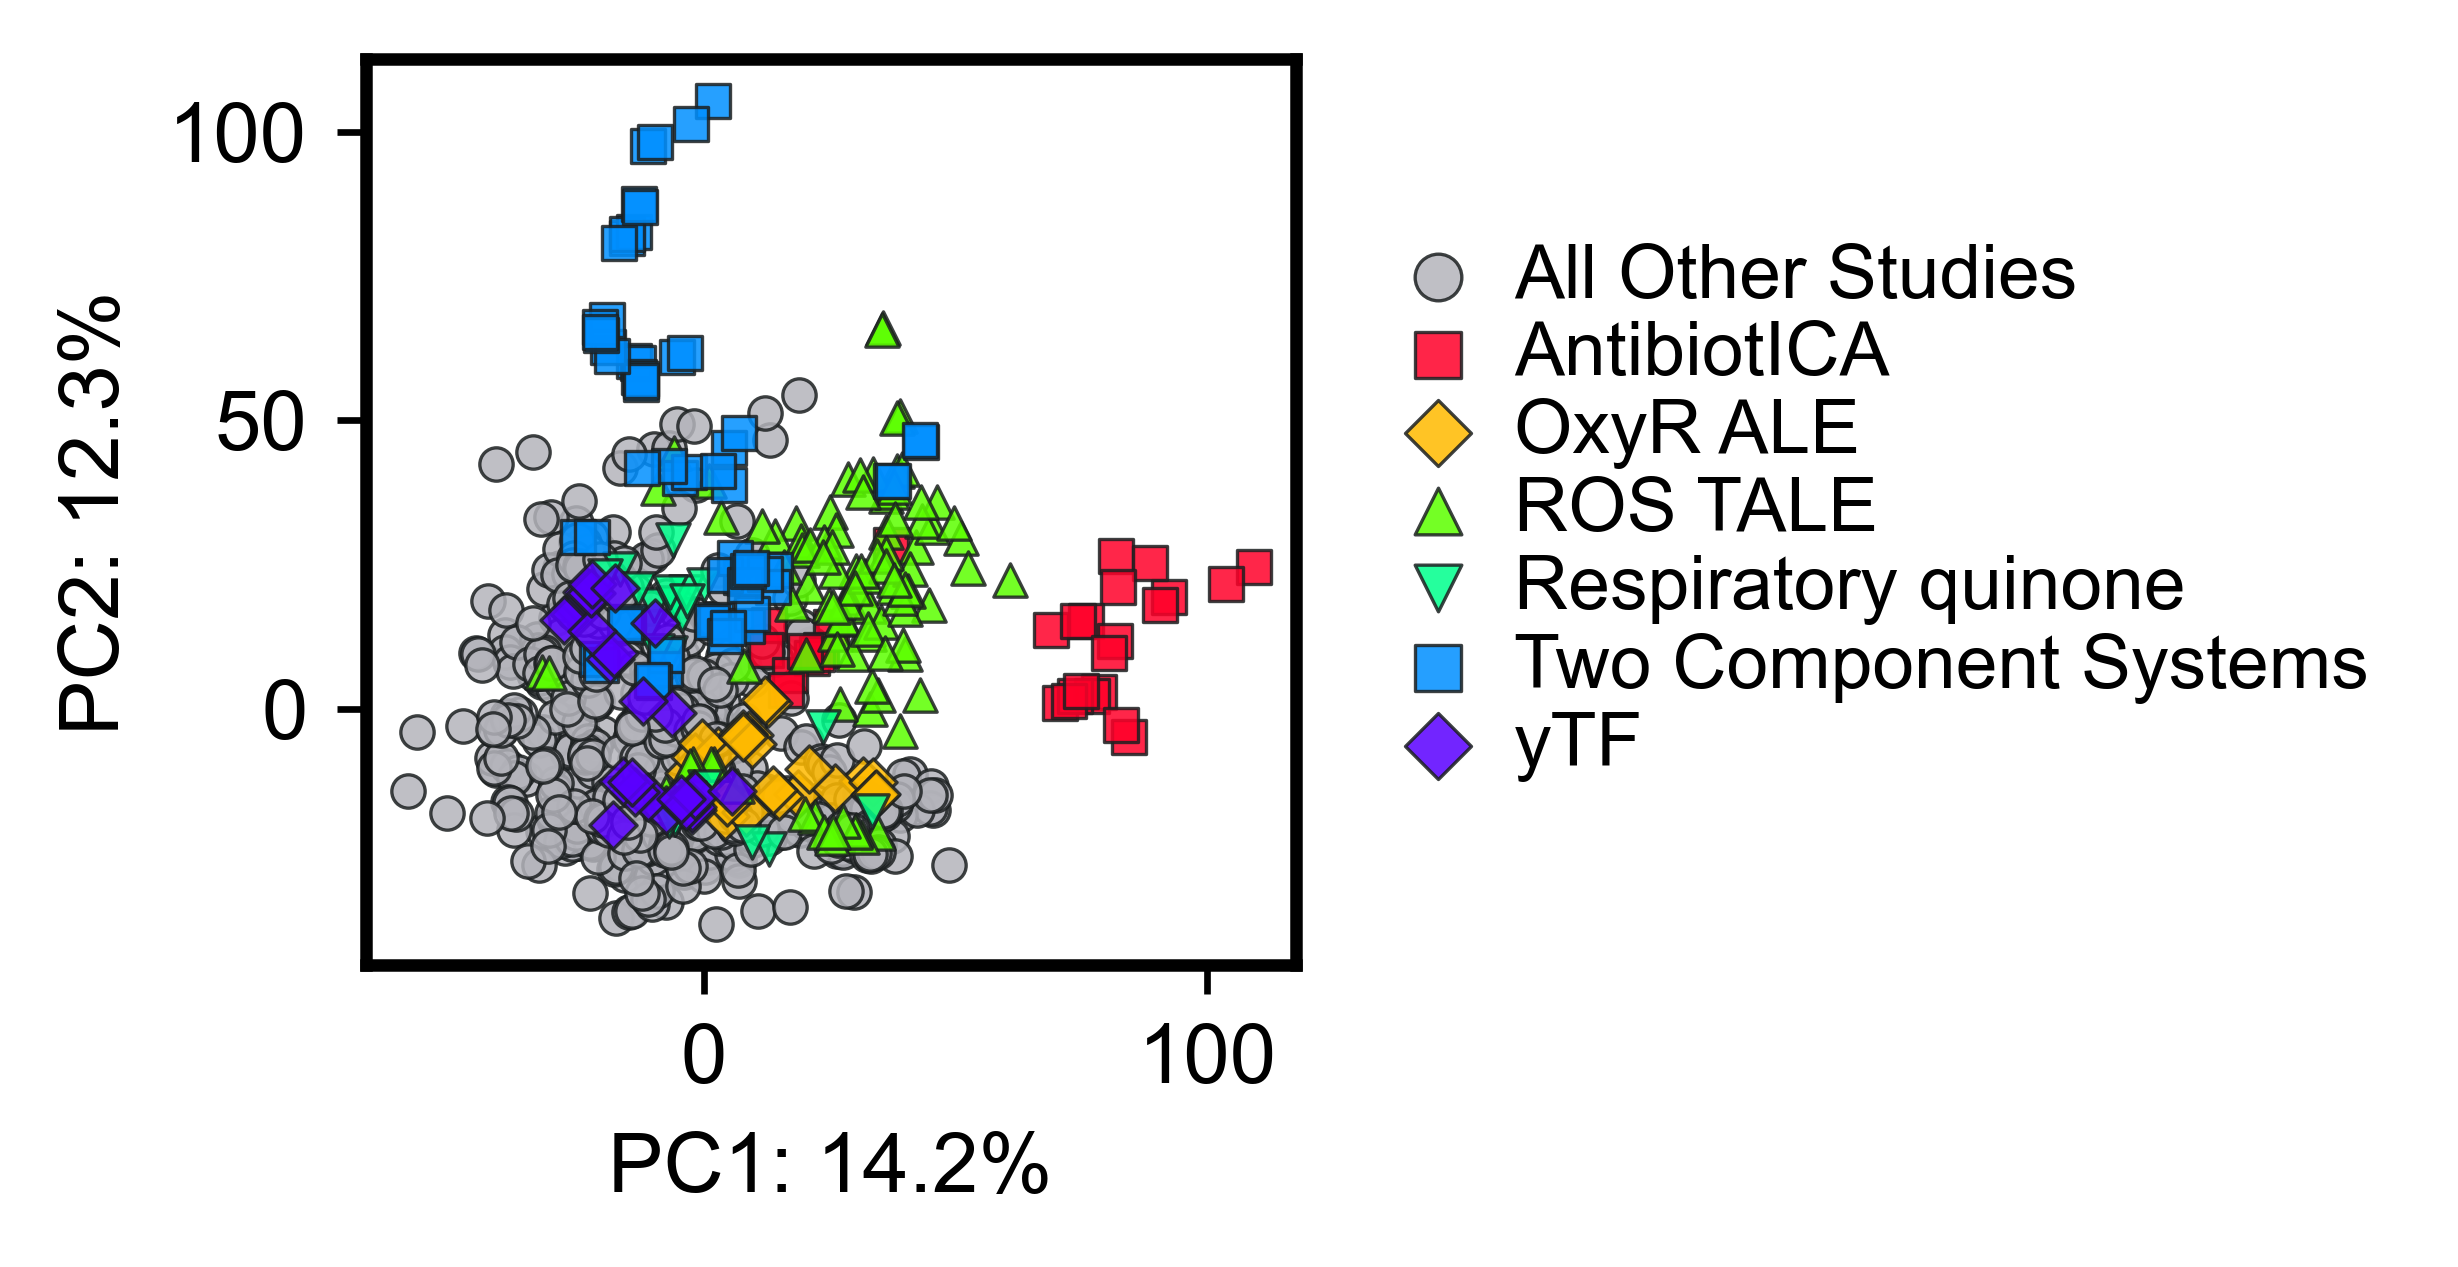 100
50
0
PC2: 12.3%
0
100
PC1: 14.2%
All Other Studies
AntibiotICA
OxyR ALE
ROS TALE
Respiratory quinone
Two Component Systems
yTF